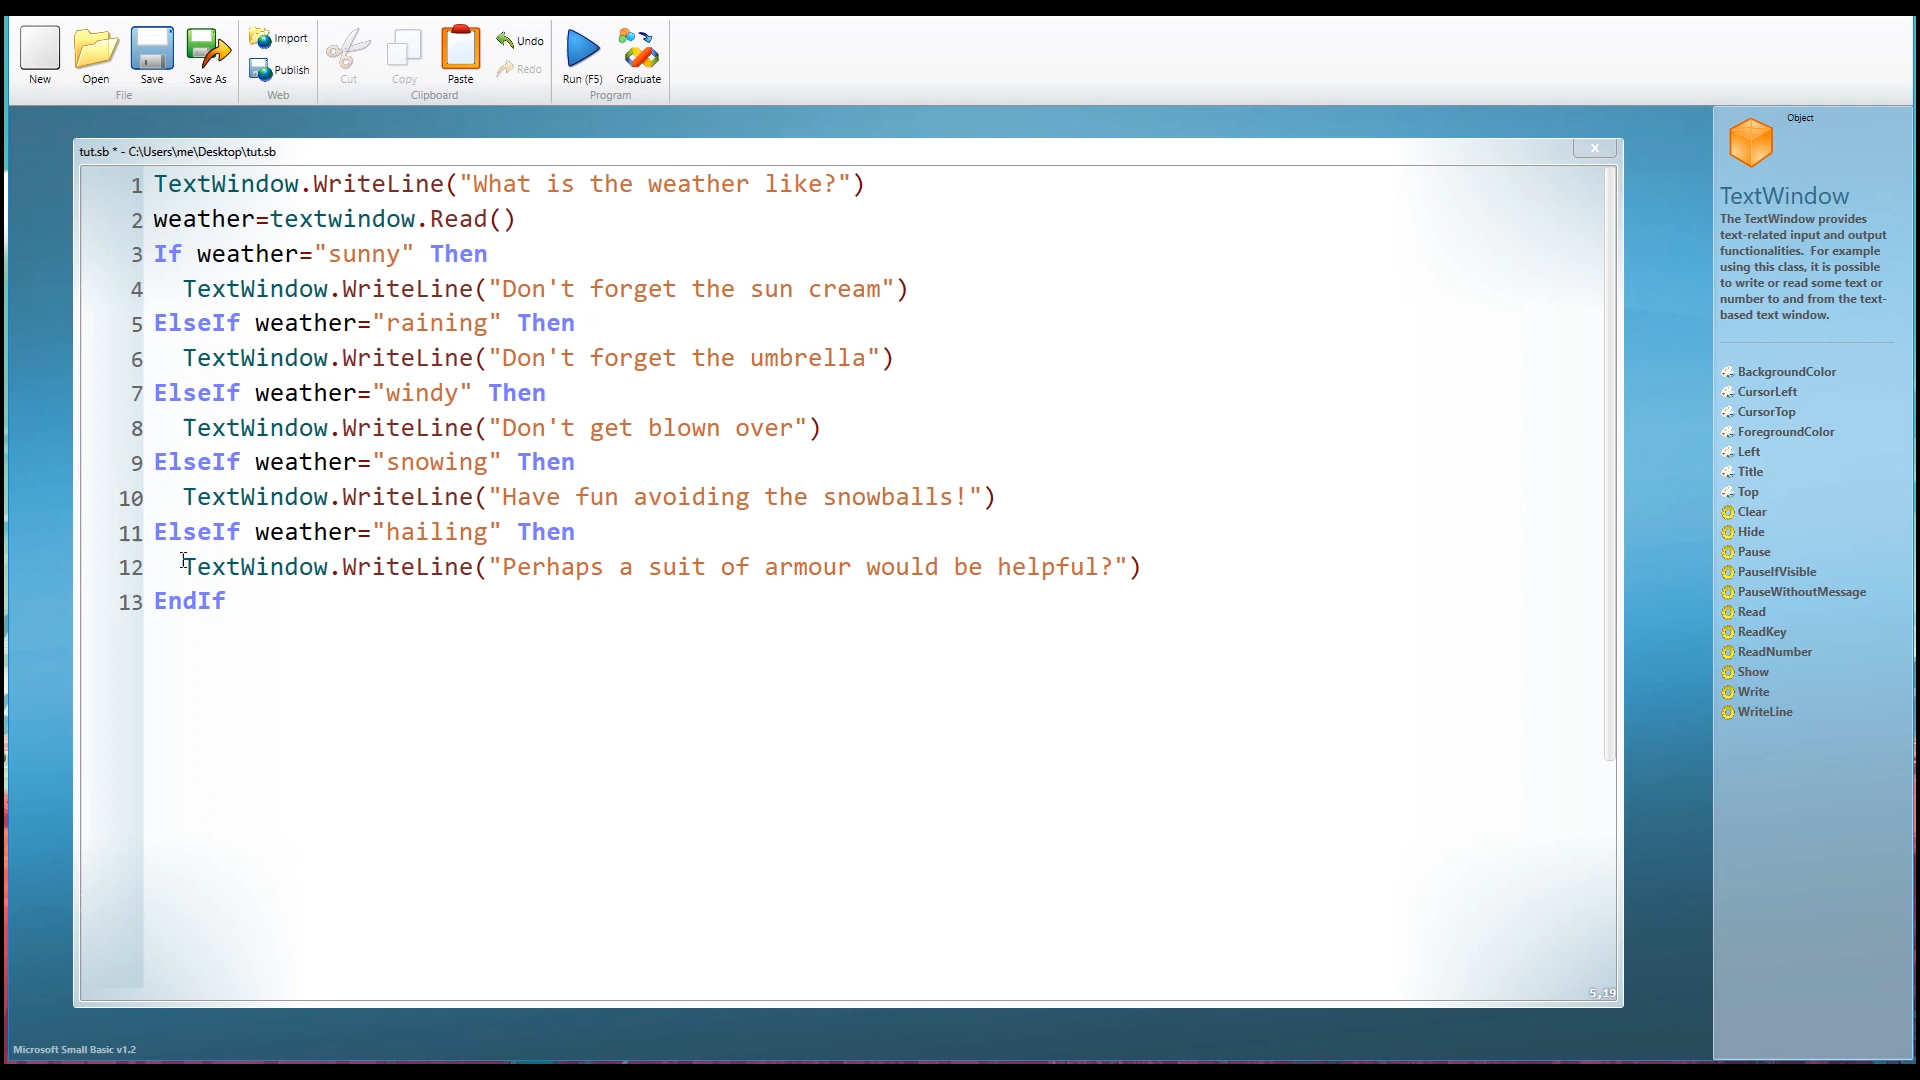 New
Open
Save
Save As
Import
Publish
Cut
Copy
Paste
Undo
Redo
Run (F5)
Graduate
File
Web
Clipboard
Program
tut.sb * - C:\Users\me\Desktop\tut.sb
x
1 TextWindow.WriteLine("What is the weather like?")
2 weather=textwindow.Read()
3 If weather="sunny" Then
4 TextWindow.WriteLine("Don't forget the sun cream")
5 ElseIf weather="raining" Then
6 TextWindow.WriteLine("Don't forget the umbrella")
7 ElseIf weather="windy" Then
8 TextWindow.WriteLine("Don't get blown over")
9 ElseIf weather="snowing" Then
10 TextWindow.WriteLine("Have fun avoiding the snowballs!")
11 ElseIf weather="hailing" Then
12 TextWindow.WriteLine("Perhaps a suit of armour would be helpful?")
13 EndIf
5,19
Object
TextWindow
The TextWindow provides
text-related input and output
functionalities. For example
using this class, it is possible
to write or read some text or
number to and from the text-
based text window.
BackgroundColor
CursorLeft
CursorTop
ForegroundColor
Left
Title
Top
Clear
Hide
Pause
PauseIfVisible
PauseWithoutMessage
Read
ReadKey
ReadNumber
Show
Write
WriteLine
Microsoft Small Basic v1.2